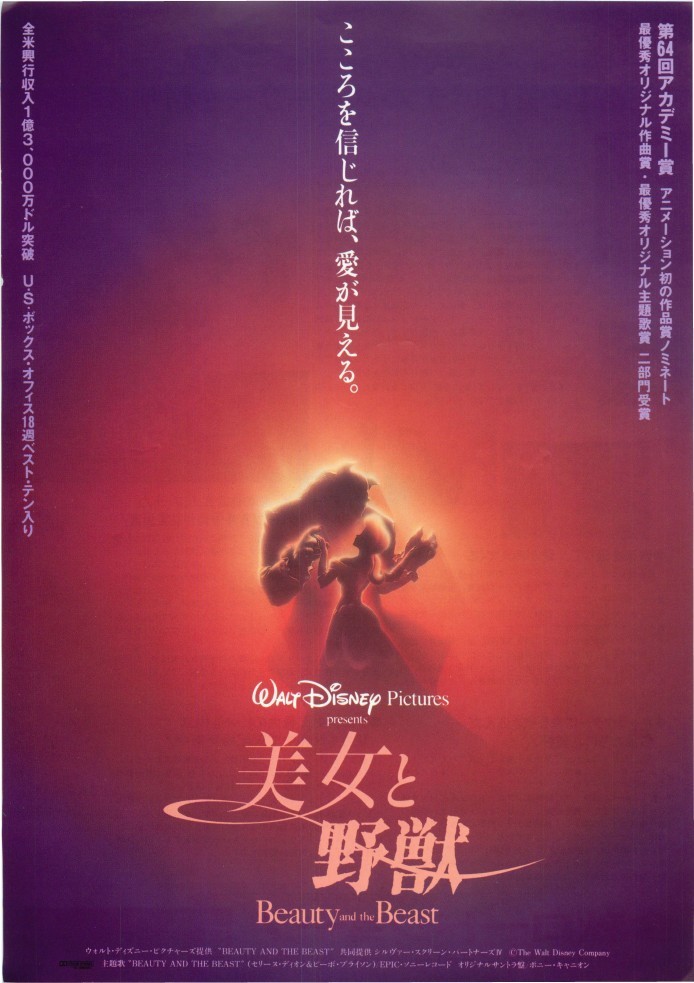 第64回アカデミー賞 アニメーション初の作品賞ノミネート
最優秀オリジナル作曲賞・最優秀オリジナル主題歌賞 二部門受賞
こころを信じれば、愛が見える。
全米興行収入1億3,000万ドル突破 U・S・ボックス・オフィス18週ベスト・テン入り
WALT DISNEY Pictures
presents
美女と
野獣
Beauty and the Beast
ウォルト・ディズニー・ピクチャーズ提供 "BEAUTY AND THE BEAST" 共同提供 シルヴァー・スクリーン・パートナーズⅣ ©The Walt Disney Company
主題歌 "BEAUTY AND THE BEAST" (セリーヌ・ディオン&ピーボ・ブライソン) EPIC・ソニーレコード オリジナルサントラ盤 ポニー・キャニオン